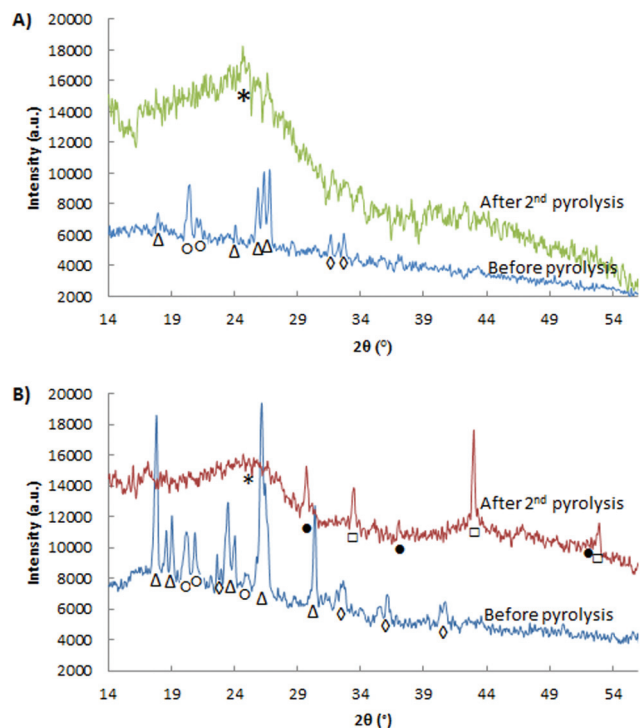 A)
20000
18000
16000
14000
12000
10000
8000
6000
4000
2000
Intensity (a.u.)
*
After 2nd pyrolysis
Before pyrolysis
14 19 24 29 34 39 44 49 54
2θ (°)
B)
20000
18000
16000
14000
12000
10000
8000
6000
4000
2000
Intensity (a.u.)
*
After 2nd pyrolysis
Before pyrolysis
14 19 24 29 34 39 44 49 54
2θ (°)